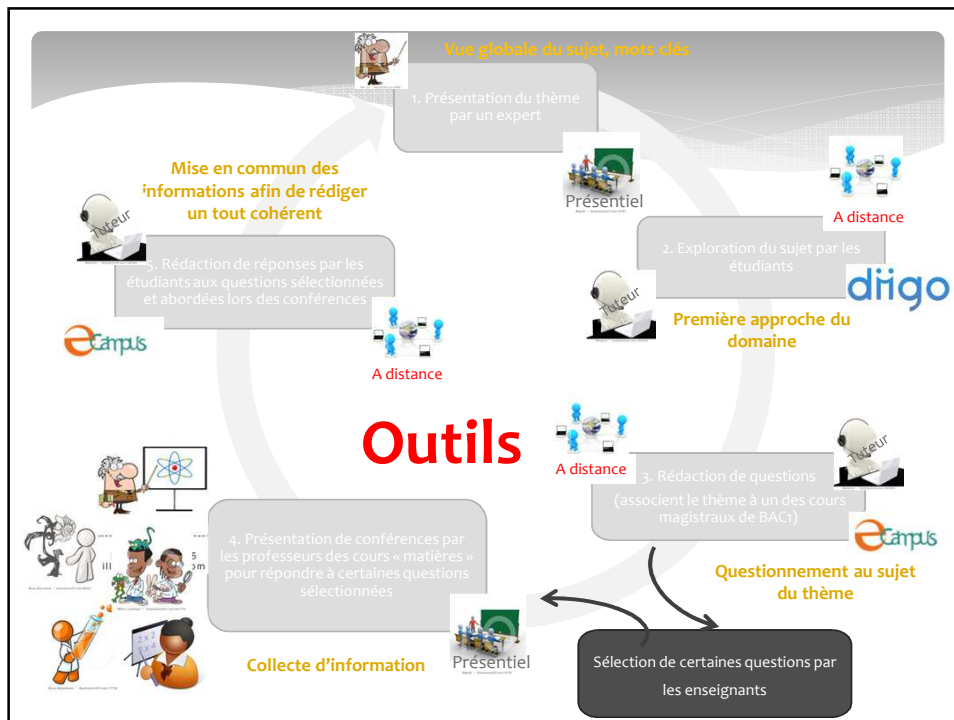 Vue globale du sujet, mots clés
1. Présentation du thème
par un expert
Présentiel
A distance
2. Exploration du sujet par les
étudiants
Tuteur
diigo
Première approche du
domaine
A distance
3. Rédaction de questions
(associent le thème à un des cours
magistraux de BAC1)
Tuteur
eCampus
Questionnement au sujet
du thème
Sélection de certaines questions par
les enseignants
4. Présentation de conférences par
les professeurs des cours « matières »
pour répondre à certaines questions
sélectionnées
Présentiel
Collecte d'information
2 x 2
Mise en commun des
informations afin de rédiger
un tout cohérent
Tuteur
5. Rédaction de réponses par les
étudiants aux questions sélectionnées
et abordées lors des conférences
eCampus
A distance
Outils